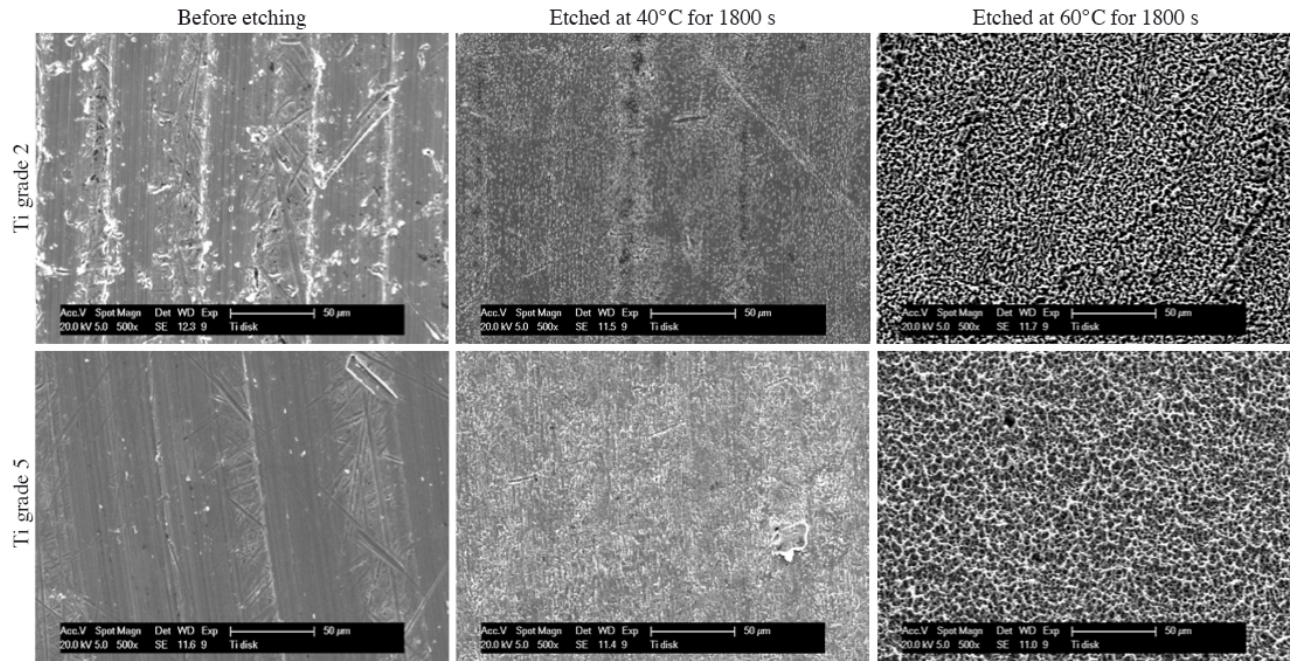 Before etching
Etched at 40°C for 1800 s
Etched at 60°C for 1800 s
Ti grade 2
Acc.V Spot Magn Det WD Exp 50 µm
20.0 kV 5.0 500x SE 12.3 9 Ti disk
Acc.V Spot Magn Det WD Exp 50 µm
20.0 kV 5.0 500x SE 11.5 9 Ti disk
Acc.V Spot Magn Det WD Exp 50 µm
20.0 kV 5.0 500x SE 11.7 9 Ti disk
Ti grade 5
Acc.V Spot Magn Det WD Exp 50 µm
20.0 kV 5.0 500x SE 11.6 9 Ti disk
Acc.V Spot Magn Det WD Exp 50 µm
20.0 kV 5.0 500x SE 11.4 9 Ti disk
Acc.V Spot Magn Det WD Exp 50 µm
20.0 kV 5.0 500x SE 11.0 9 Ti disk